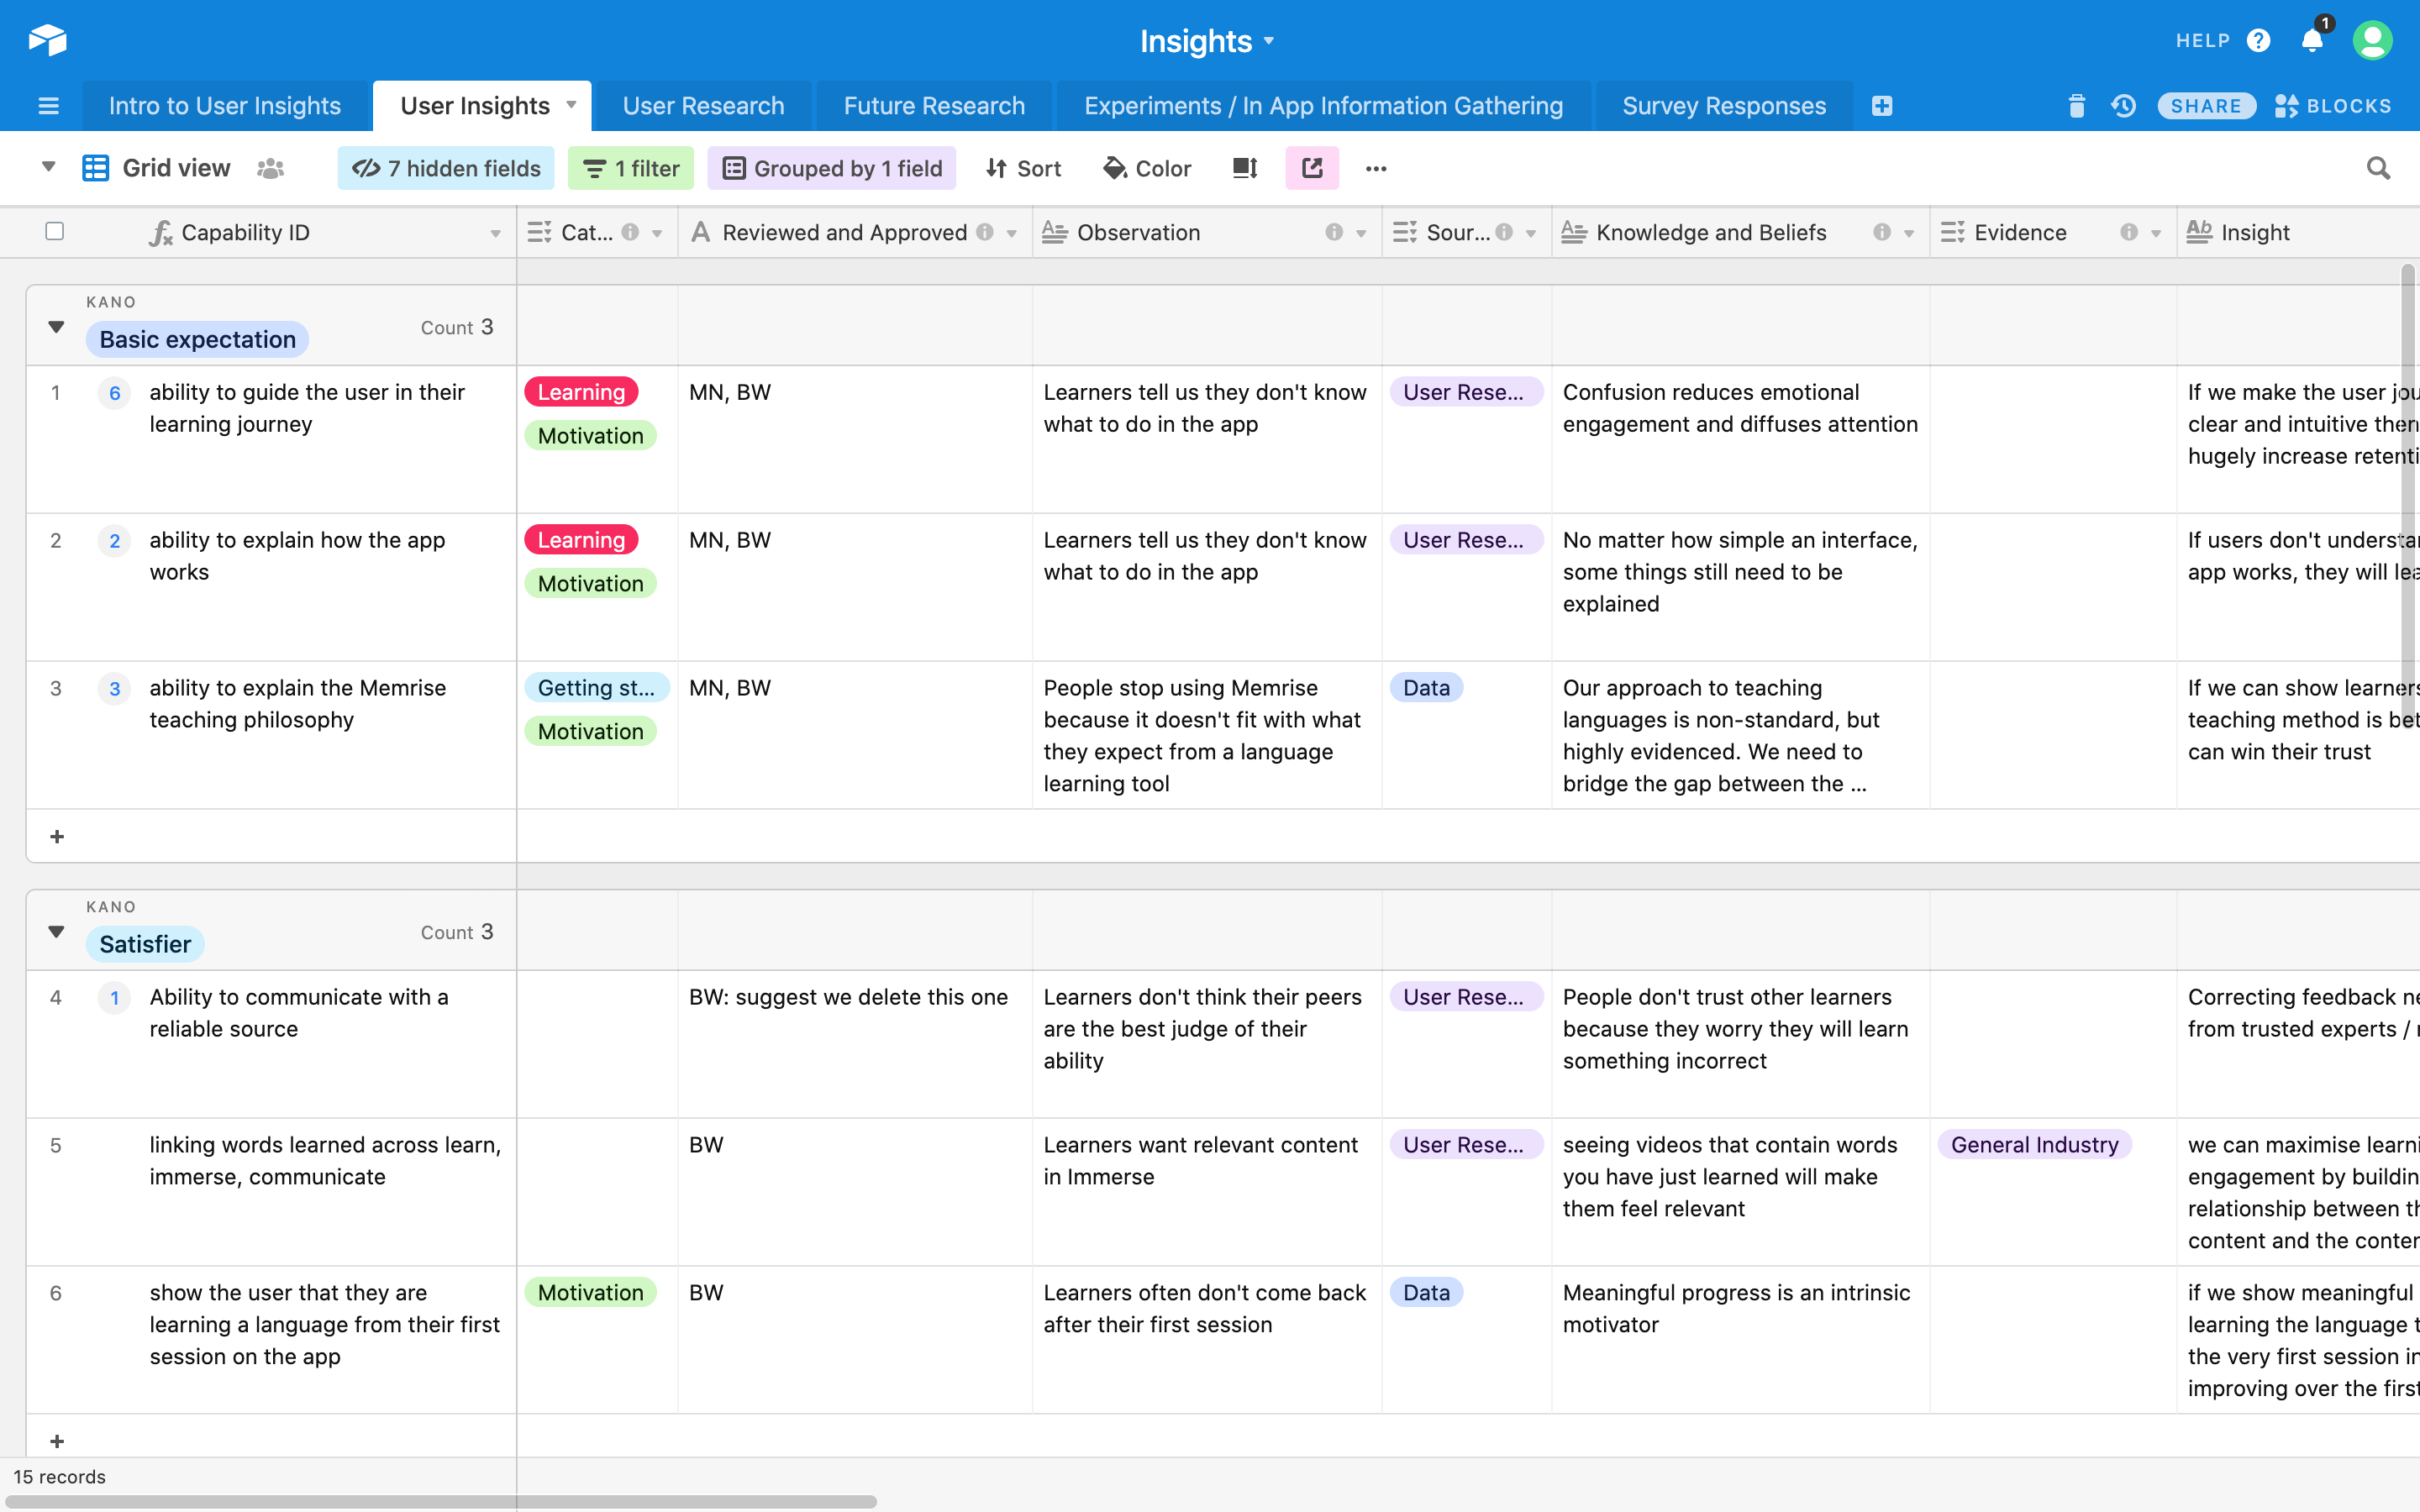 Insights
HELP
1
Intro to User Insights
User Insights
User Research
Future Research
Experiments / In App Information Gathering
Survey Responses
SHARE
BLOCKS
Grid view
7 hidden fields
1 filter
Grouped by 1 field
Sort
Color
Capability ID
Cat...
Reviewed and Approved
Observation
Sour...
Knowledge and Beliefs
Evidence
Insight
KANO
Basic expectation
Count 3
1
6
ability to guide the user in their
learning journey
Learning
Motivation
MN, BW
Learners tell us they don't know
what to do in the app
User Rese...
Confusion reduces emotional
engagement and diffuses attention
If we make the user jou
clear and intuitive then
hugely increase retenti
2
2
ability to explain how the app
works
Learning
Motivation
MN, BW
Learners tell us they don't know
what to do in the app
User Rese...
No matter how simple an interface,
some things still need to be
explained
If users don't understa
app works, they will lea
3
3
ability to explain the Memrise
teaching philosophy
Getting st...
Motivation
MN, BW
People stop using Memrise
because it doesn't fit with what
they expect from a language
learning tool
Data
Our approach to teaching
languages is non-standard, but
highly evidenced. We need to
bridge the gap between the ...
If we can show learners
teaching method is bet
can win their trust
KANO
Satisfier
Count 3
4
1
Ability to communicate with a
reliable source
BW: suggest we delete this one
Learners don't think their peers
are the best judge of their
ability
User Rese...
People don't trust other learners
because they worry they will learn
something incorrect
Correcting feedback ne
from trusted experts /
5
linking words learned across learn,
immerse, communicate
BW
Learners want relevant content
in Immerse
User Rese...
seeing videos that contain words
you have just learned will make
them feel relevant
General Industry
we can maximise learni
engagement by buildin
relationship between th
content and the conten
6
show the user that they are
learning a language from their first
session on the app
Motivation
BW
Learners often don't come back
after their first session
Data
Meaningful progress is an intrinsic
motivator
if we show meaningful
learning the language t
the very first session in
improving over the first
15 records